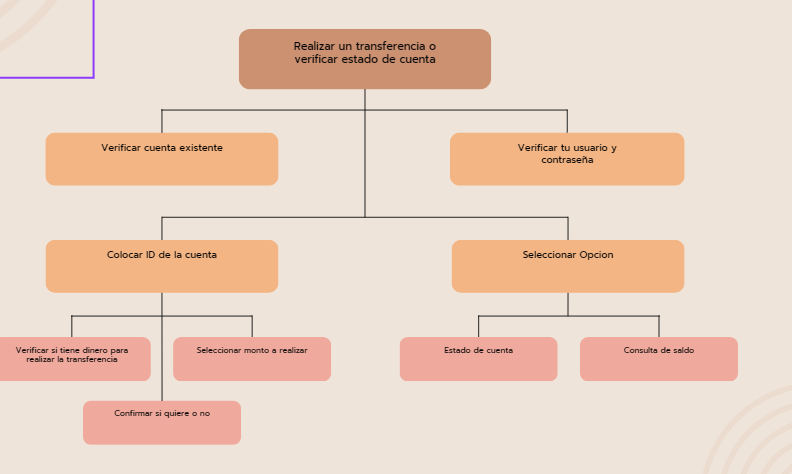 Realizar un transferencia o
verificar estado de cuenta
Verificar cuenta existente
Verificar tu usuario y
contraseña
Colocar ID de la cuenta
Seleccionar Opcion
Verificar si tiene dinero para
realizar la transferencia
Seleccionar monto a realizar
Estado de cuenta
Consulta de saldo
Confirmar si quiere o no